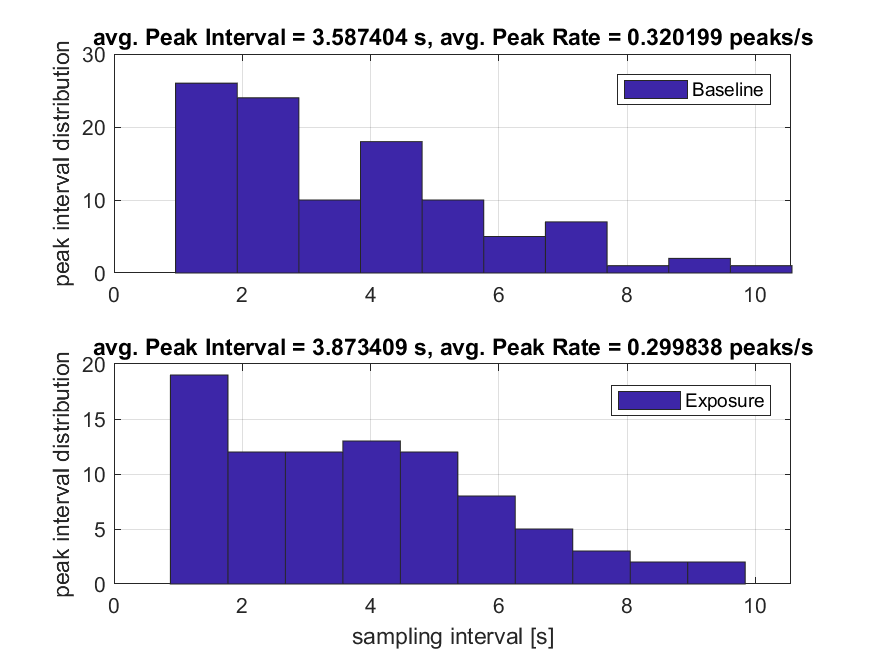 avg. Peak Interval = 3.587404 s, avg. Peak Rate = 0.320199 peaks/s
peak interval distribution
30
20
10
0
Baseline
0 2 4 6 8 10
avg. Peak Interval = 3.873409 s, avg. Peak Rate = 0.299838 peaks/s
peak interval distribution
20
15
10
5
0
Exposure
0 2 4 6 8 10
sampling interval [s]